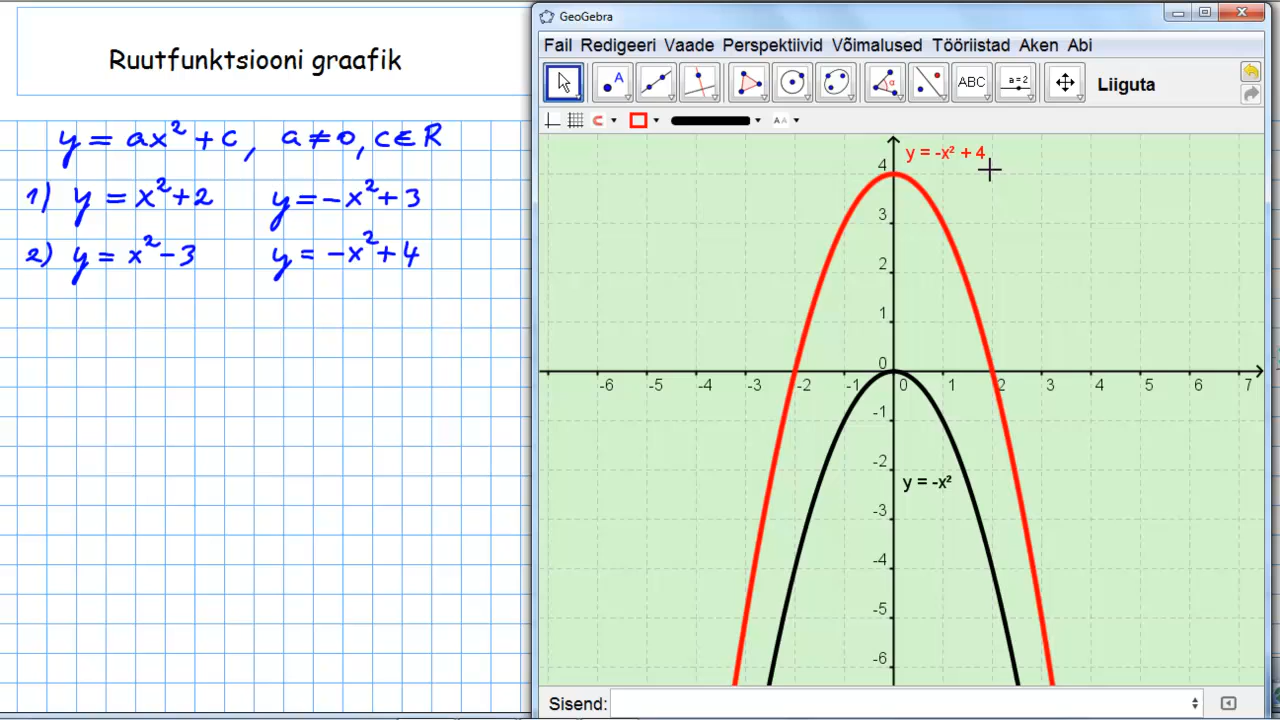 Ruutfunktsiooni graafik
y = ax² + c, a ≠ 0, c ∈ R
1) y = x² + 2 y = -x² + 3
2) y = x² - 3 y = -x² + 4
GeoGebra
Fail Redigeeri Vaade Perspektiivid Võimalused Tööriistad Aken Abi
A ABC a = 2 Liiguta
A A
y = -x² + 4
4
3
2
1
0
-6 -5 -4 -3 -2 -1 0 1 2 3 4 5 6 7
-1
-2
y = -x²
-3
-4
-5
-6
Sisend: